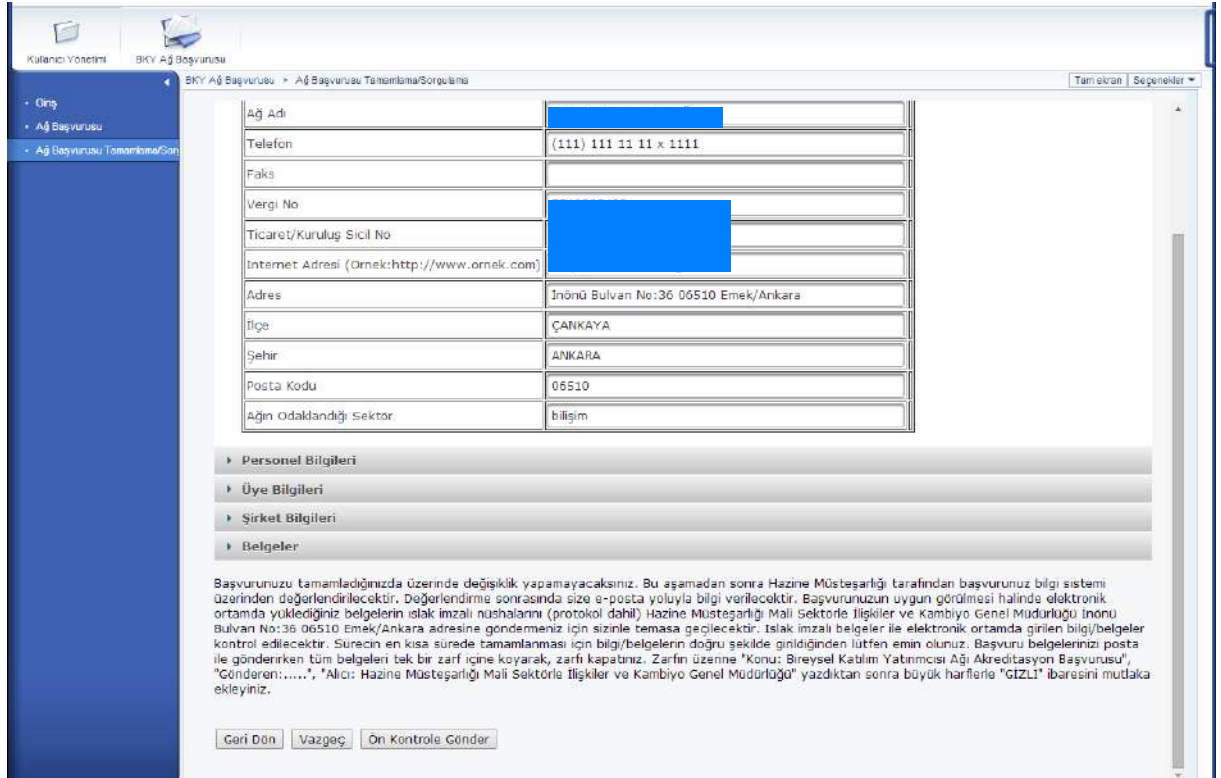 Kullanıcı Yönetimi
BKY Ağ Başvurusu
BKY Ağ Başvurusu > Ağ Başvurusu Tamamlama/Sorgulama
Tam ekran
Seçenekler
Giriş
Ağ Başvurusu
Ağ Başvurusu Tamamlama/Sorg
Ağ Adı
Telefon (111) 111 11 11 x 1111
Faks
Vergi No
Ticaret/Kuruluş Sicil No
Internet Adresi (Ornek:http://www.ornek.com)
Adres İnönü Bulvarı No:36 06510 Emek/Ankara
İlçe ÇANKAYA
Şehir ANKARA
Posta Kodu 06510
Ağın Odaklandığı Sektör bilişim
Personel Bilgileri
Üye Bilgileri
Şirket Bilgileri
Belgeler
Başvurunuzu tamamladığınızda üzerinde değişiklik yapamayacaksınız. Bu aşamadan sonra Hazine Müsteşarlığı tarafından başvurunuz bilgi sistemi
üzerinden değerlendirilecektir. Değerlendirme sonrasında size e-posta yoluyla bilgi verilecektir. Başvurunuzun uygun görülmesi halinde elektronik
ortamda yüklediğiniz belgelerin ıslak imzalı nüshalarını (protokol dahil) Hazine Müsteşarlığı Mali Sektörle İlişkiler ve Kambiyo Genel Müdürlüğü İnönü
Bulvarı No:36 06510 Emek/Ankara adresine göndermeniz için sizinle temasa geçilecektir. Islak imzalı belgeler ile elektronik ortamda girilen bilgi/belgeler
kontrol edilecektir. Sürecin en kısa sürede tamamlanması için bilgi/belgelerin doğru şekilde girildiğinden lütfen emin olunuz. Başvuru belgelerinizi posta
ile gönderirken tüm belgeleri tek bir zarf içine koyarak, zarfı kapatınız. Zarfın üzerine "Konu: Bireysel Katılım Yatırımcısı Ağı Akreditasyon Başvurusu",
"Gönderen:.....", "Alıcı: Hazine Müsteşarlığı Mali Sektörle İlişkiler ve Kambiyo Genel Müdürlüğü" yazdıktan sonra büyük harflerle "GİZLİ" ibaresini mutlaka
ekleyiniz.
Geri Dön
Vazgeç
Ön Kontrole Gönder